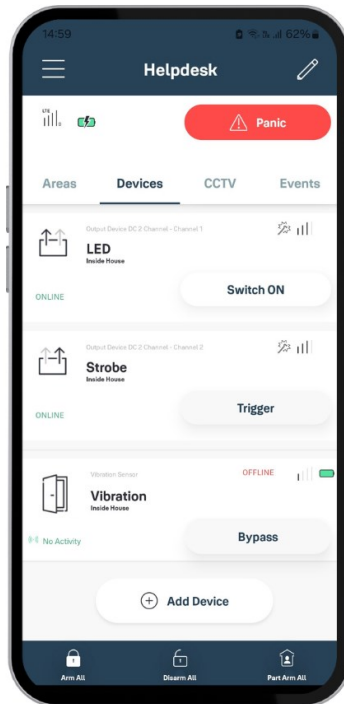 14:59
62%
Helpdesk
LTE
Panic
Areas Devices CCTV Events
Output Device DC 2 Channel - Channel 1
LED
Inside House
ONLINE
Switch ON
Output Device DC 2 Channel - Channel 2
Strobe
Inside House
ONLINE
Trigger
Vibration Sensor
OFFLINE
Vibration
Inside House
No Activity
Bypass
Add Device
Arm All Disarm All Part Arm All